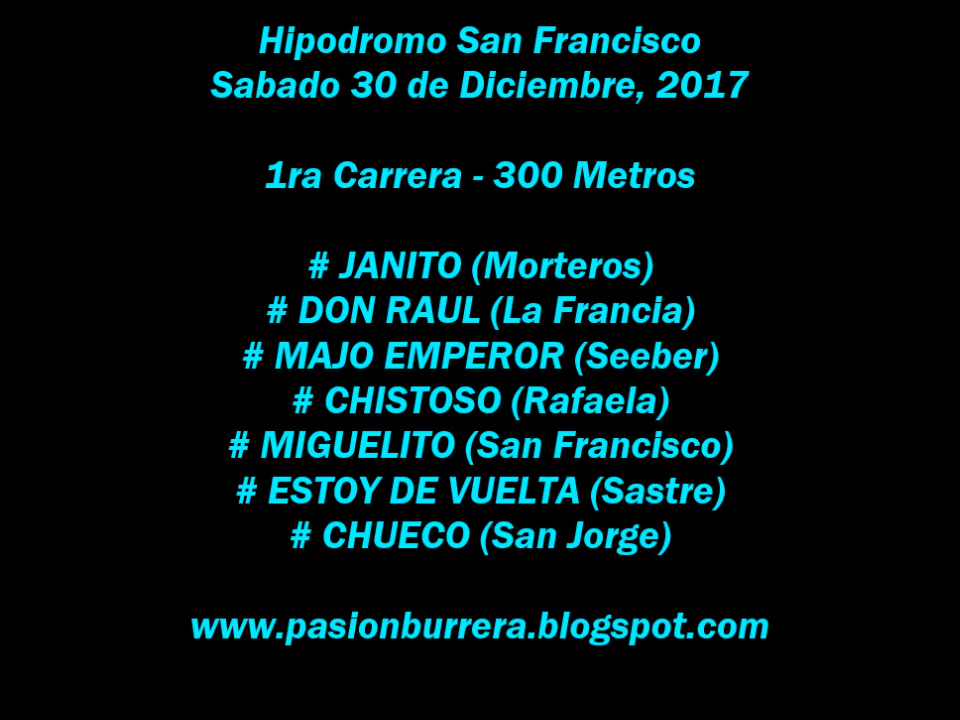 Hipodromo San Francisco
Sabado 30 de Diciembre, 2017
1ra Carrera - 300 Metros
# JANITO (Morteros)
# DON RAUL (La Francia)
# MAJO EMPEROR (Seeber)
# CHISTOSO (Rafaela)
# MIGUELITO (San Francisco)
# ESTOY DE VUELTA (Sastre)
# CHUECO (San Jorge)
www.pasionburrera.blogspot.com